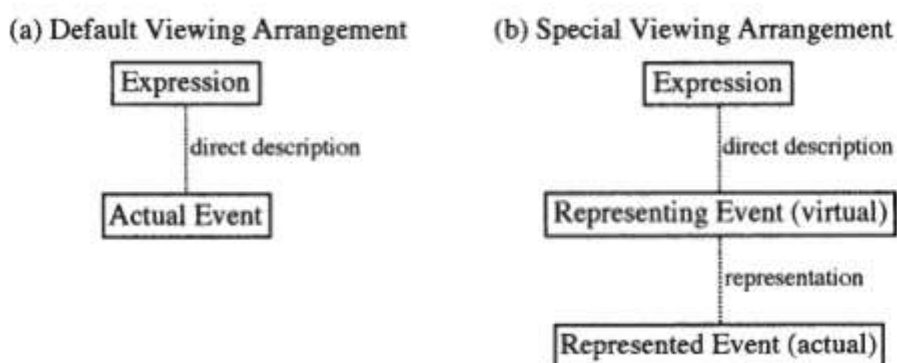 (a) Default Viewing Arrangement
Expression
direct description
Actual Event
(b) Special Viewing Arrangement
Expression
direct description
Representing Event (virtual)
representation
Represented Event (actual)